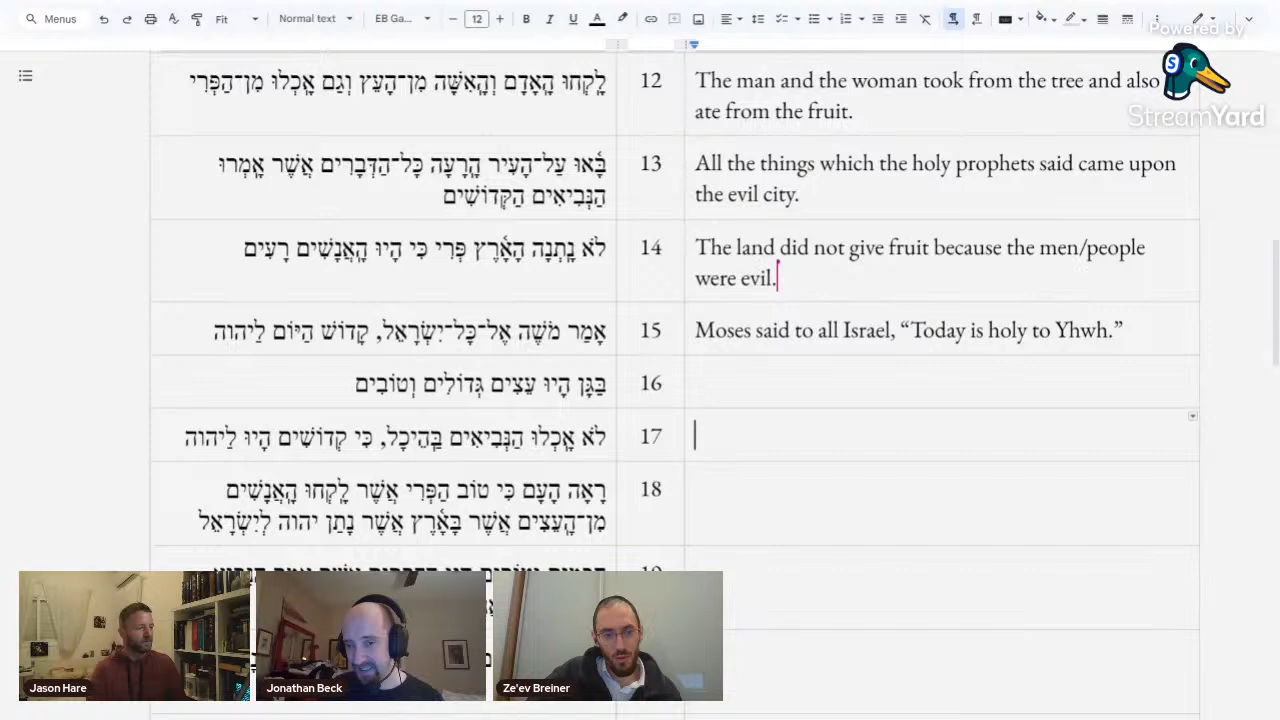 Menus
Fit
Normal text
EB Ga...
12
Powered by
StreamYard
לָֽקְחוּ הָֽאָדָם וְהָֽאִשָּׁה מִן־הָעֵץ וְגַם אָֽכְלוּ מִן־הַפְּרִי
12
The man and the woman took from the tree and also
ate from the fruit.
בָּ֫אוּ עַל־הָעִיר הָֽרָעָה כָּל־הַדְּבָרִים אֲשֶׁר אָֽמְרוּ
הַנְּבִיאִים הַקְּדוֹשִׁים
13
All the things which the holy prophets said came upon
the evil city.
לֹא נָֽתְנָה הָאָ֫רֶץ פְּרִי כִּי הָיוּ הָֽאֲנָשִׁים רָעִים
14
The land did not give fruit because the men/people
were evil.
אָמַר מֹשֶׁה אֶל־כָּל־יִשְׂרָאֵל, קָדוֹשׁ הַיּוֹם לַיהוה
15
Moses said to all Israel, “Today is holy to Yhwh.”
בַּגָּן הָיוּ עֵצִים גְּדוֹלִים וְטוֹבִים
16
לֹא אָֽכְלוּ הַנְּבִיאִים בַּֽהֵיכָל, כִּי קְדוֹשִׁים הָיוּ לַיהוה
17
רָאָה הָעָם כִּי טוֹב הַפְּרִי אֲשֶׁר לָֽקְחוּ הָֽאֲנָשִׁים
מִן־הָֽעֵצִים אֲשֶׁר בָּאָ֫רֶץ אֲשֶׁר נָתַן יהוה לְיִשְׂרָאֵל
18
Jason Hare
Jonathan Beck
Ze'ev Breiner